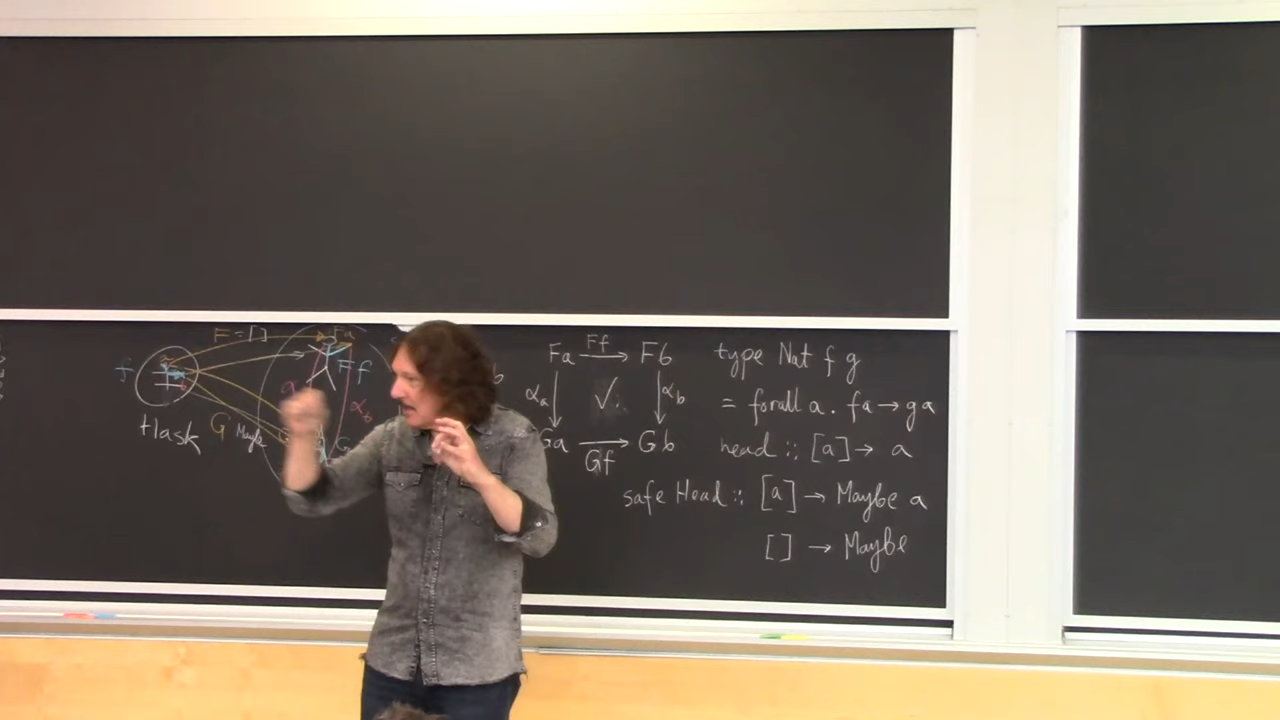 F = [] Fa
f a Ff
b
αb
G Maybe
Hask
Fa Ff Fb
αa αb
Ga Gf Gb
type Nat f g
= forall a. fa → ga
head :: [a] → a
safe Head :: [a] → Maybe a
[] → Maybe